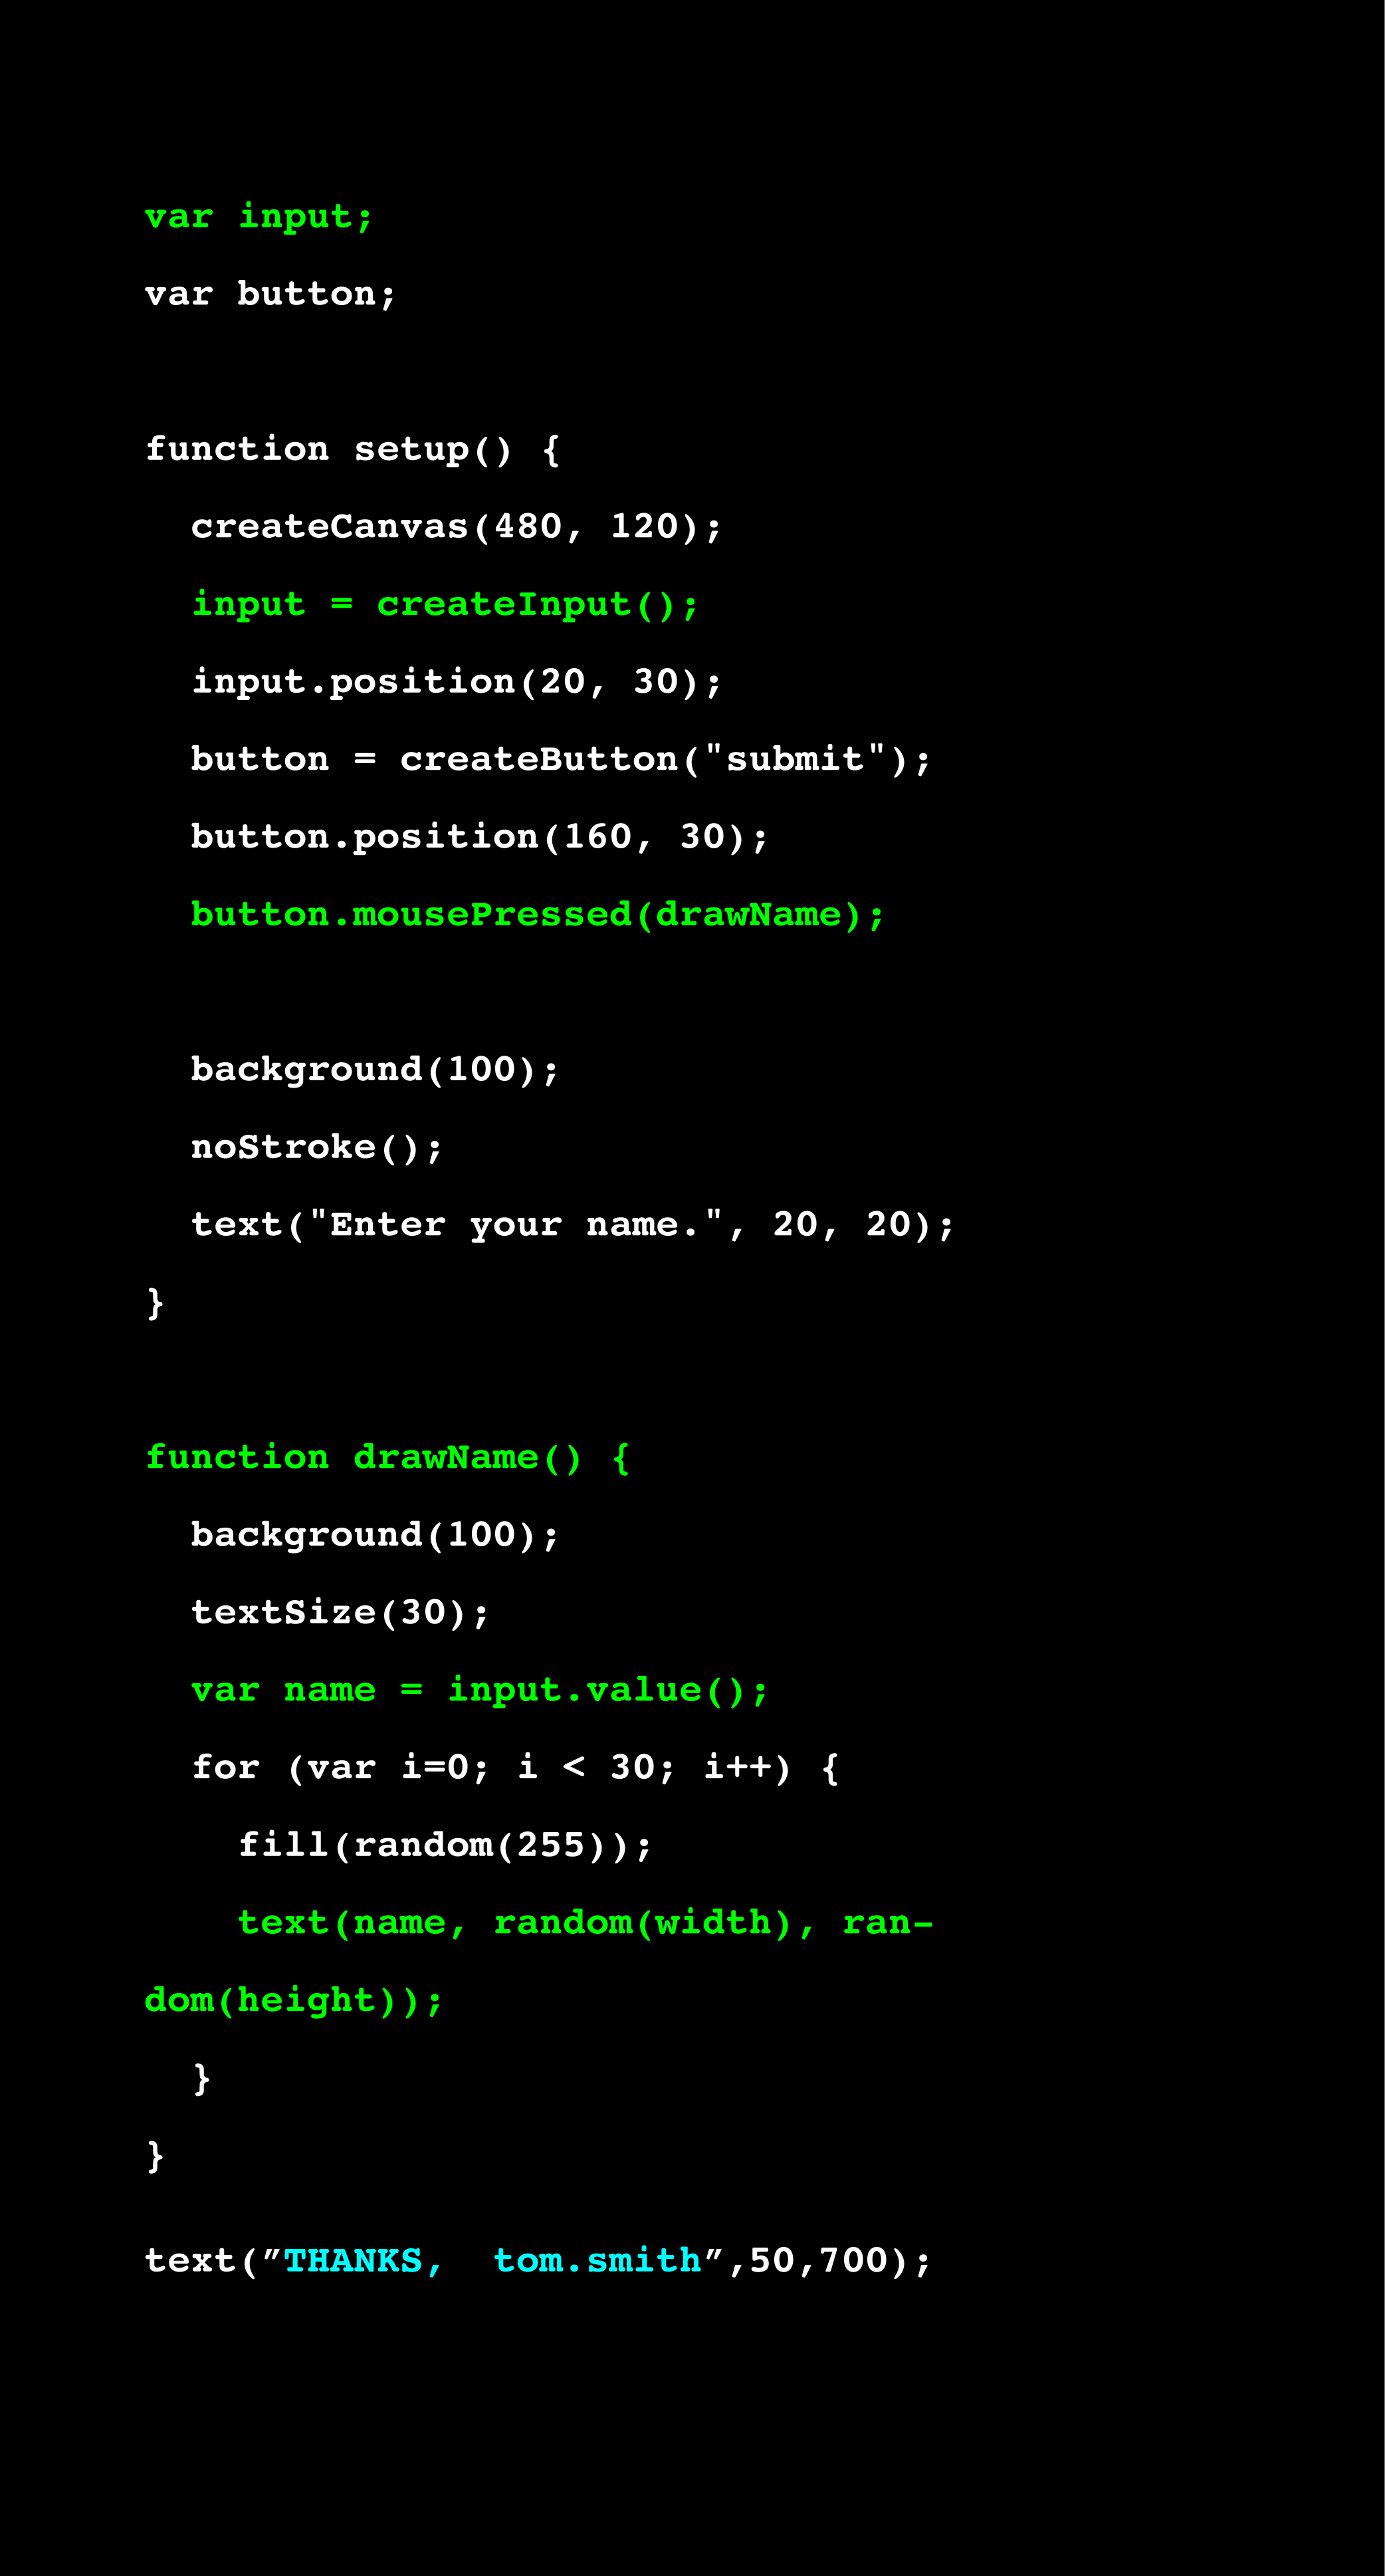 var input;
var button;
function setup() {
  createCanvas(480, 120);
  input = createInput();
  input.position(20, 30);
  button = createButton("submit");
  button.position(160, 30);
  button.mousePressed(drawName);
  background(100);
  noStroke();
  text("Enter your name.", 20, 20);
}
function drawName() {
  background(100);
  textSize(30);
  var name = input.value();
  for (var i=0; i < 30; i++) {
    fill(random(255));
    text(name, random(width), ran-
dom(height));
  }
}
text(”THANKS,  tom.smith”,50,700);